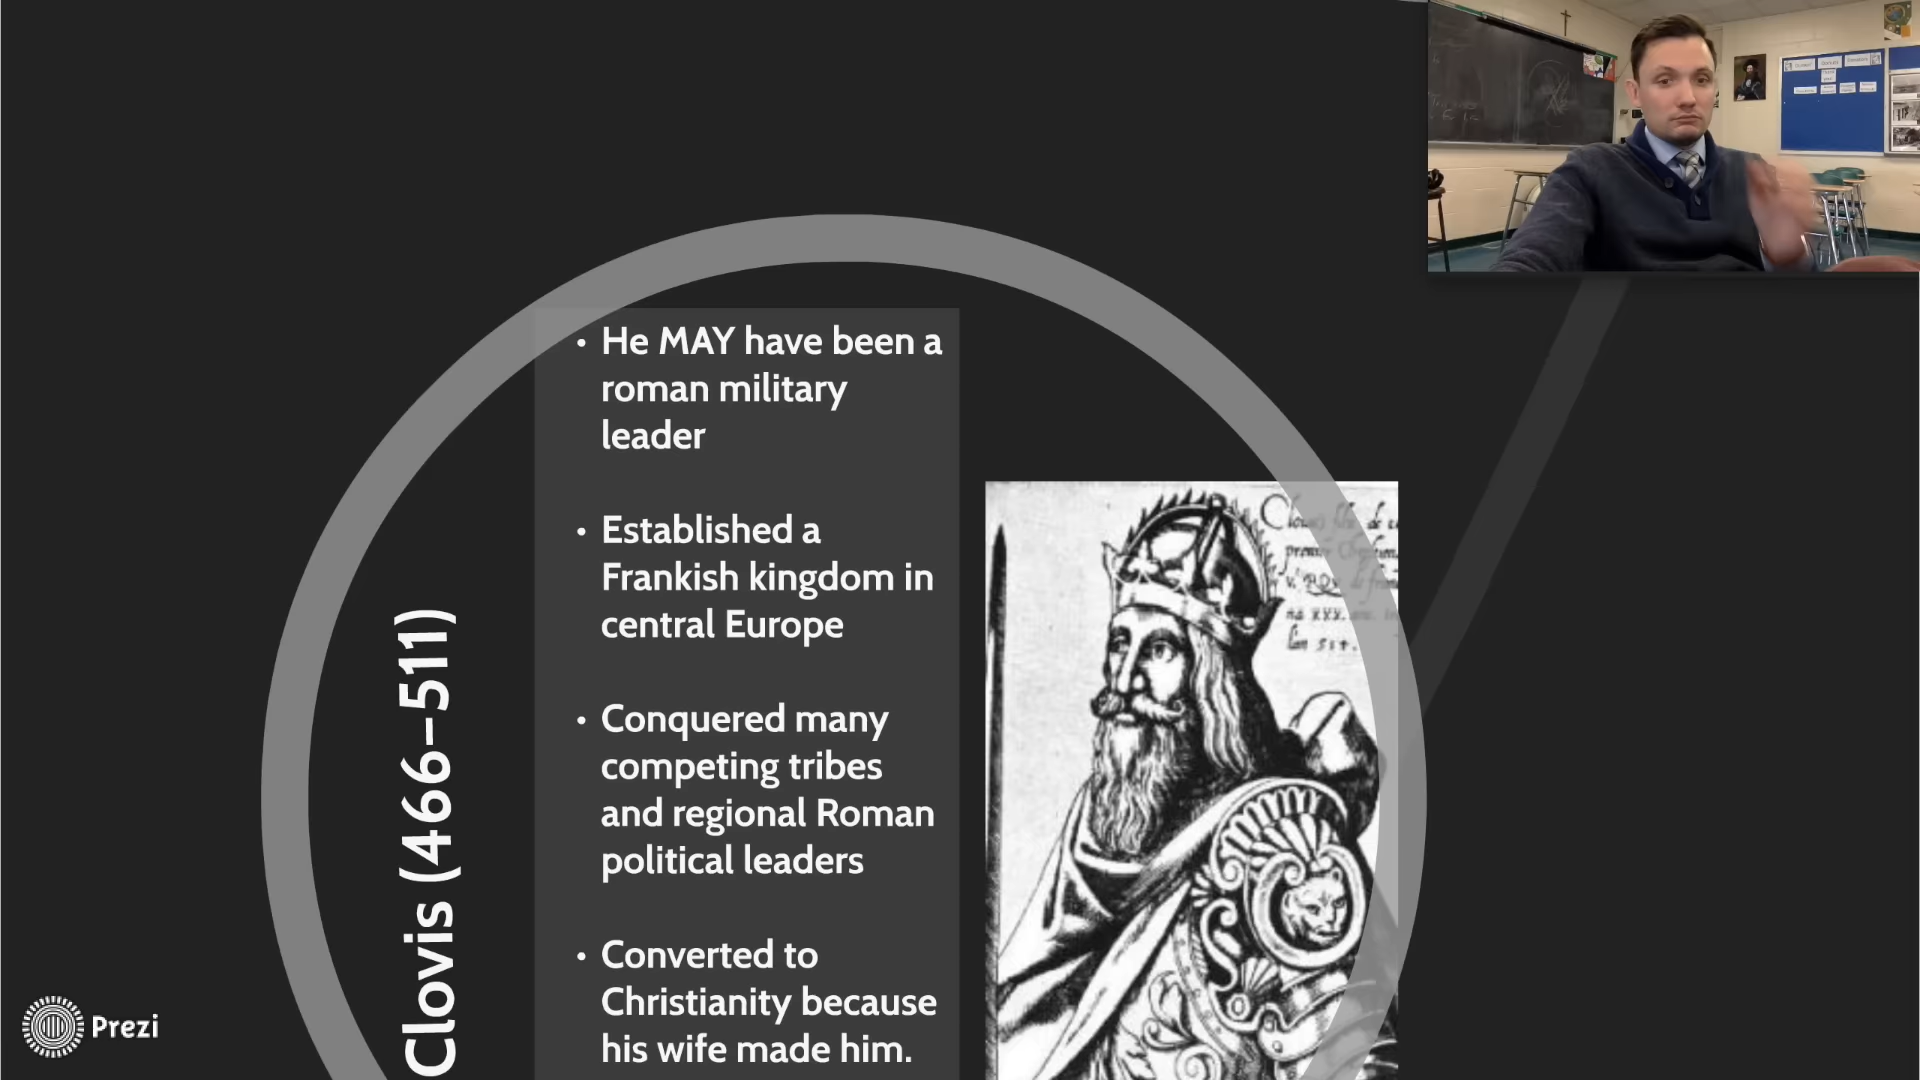 • He MAY have been a
roman military
leader
• Established a
Frankish kingdom in
central Europe
• Conquered many
competing tribes
and regional Roman
political leaders
• Converted to
Christianity because
his wife made him.
Clovis (466–511)
Prezi